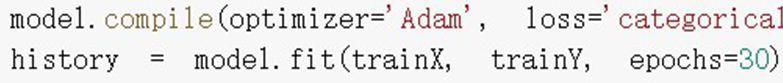 model.compile(optimizer='Adam', loss='categorical
history = model.fit(trainX, trainY, epochs=30)